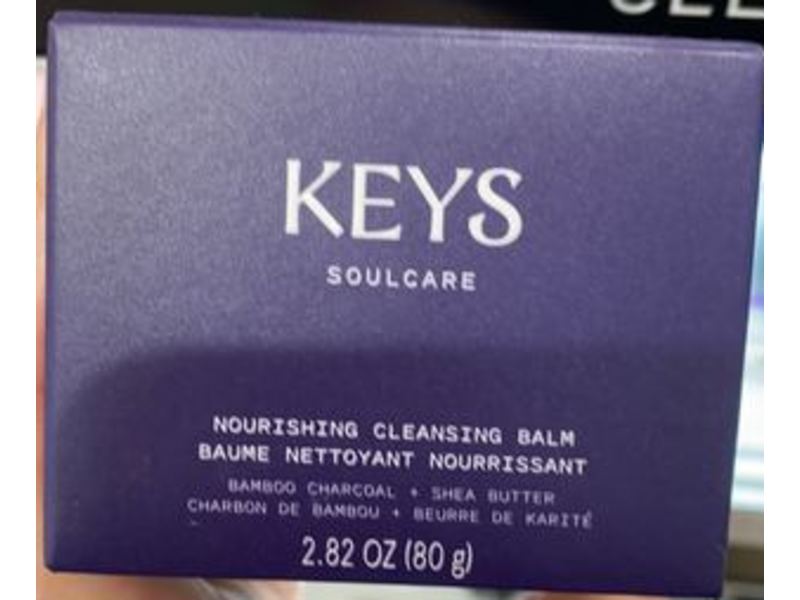 KEYS
SOULCARE
NOURISHING CLEANSING BALM
BAUME NETTOYANT NOURRISSANT
BAMBOO CHARCOAL + SHEA BUTTER
CHARBON DE BAMBOU + BEURRE DE KARITÉ
2.82 OZ (80 g)